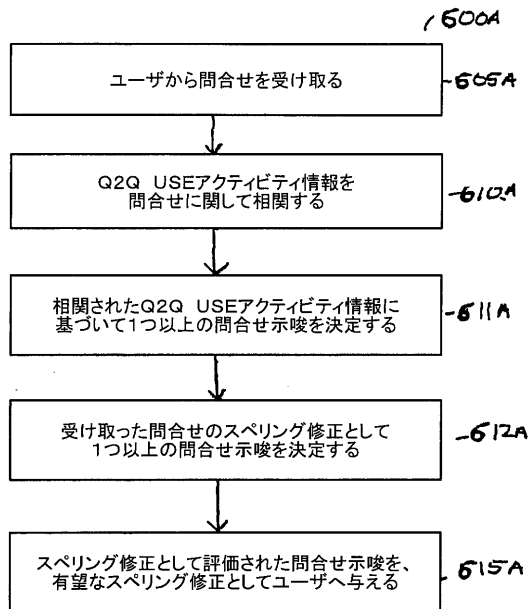 600A
ユーザから問合せを受け取る
605A
Q2Q USEアクティビティ情報を
問合せに関して相関する
610A
相関されたQ2Q USEアクティビティ情報に
基づいて1つ以上の問合せ示唆を決定する
611A
受け取った問合せのスペリング修正として
1つ以上の問合せ示唆を決定する
612A
スペリング修正として評価された問合せ示唆を、
有望なスペリング修正としてユーザへ与える
615A